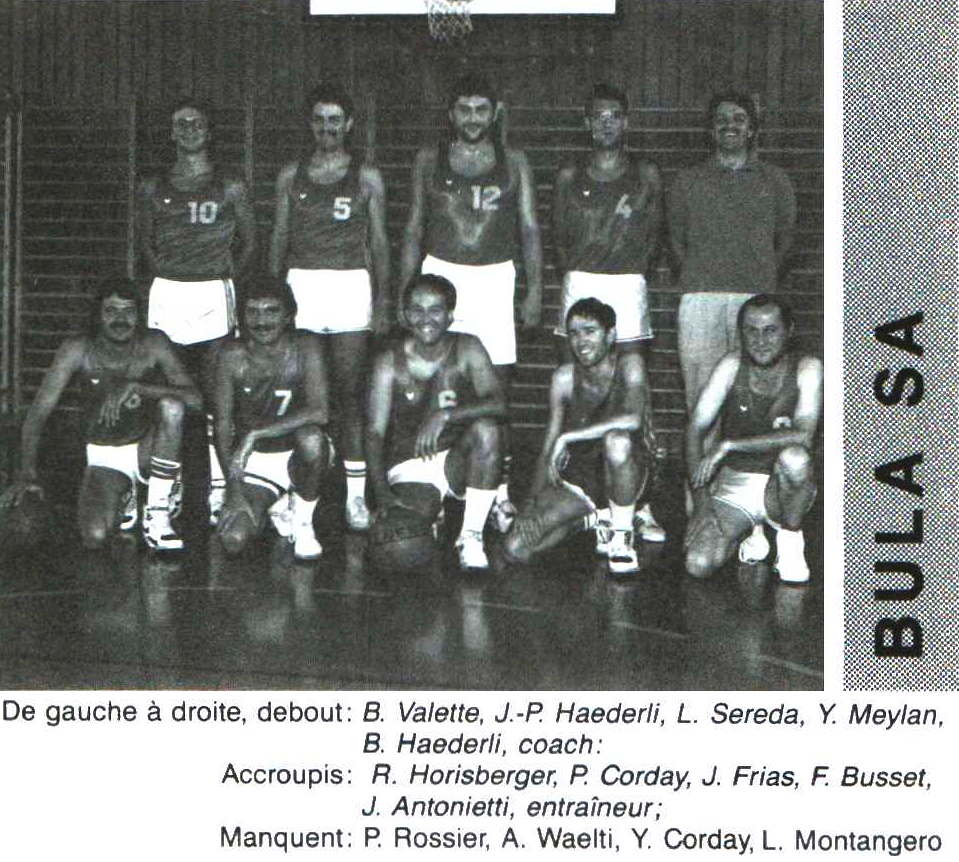 10
5
12
4
7
6
BULA SA
De gauche à droite, debout: B. Valette, J.-P. Haederli, L. Sereda, Y. Meylan,
B. Haederli, coach:
Accroupis: R. Horisberger, P. Corday, J. Frias, F. Busset,
J. Antonietti, entraîneur;
Manquent: P. Rossier, A. Waelti, Y. Corday, L. Montangero